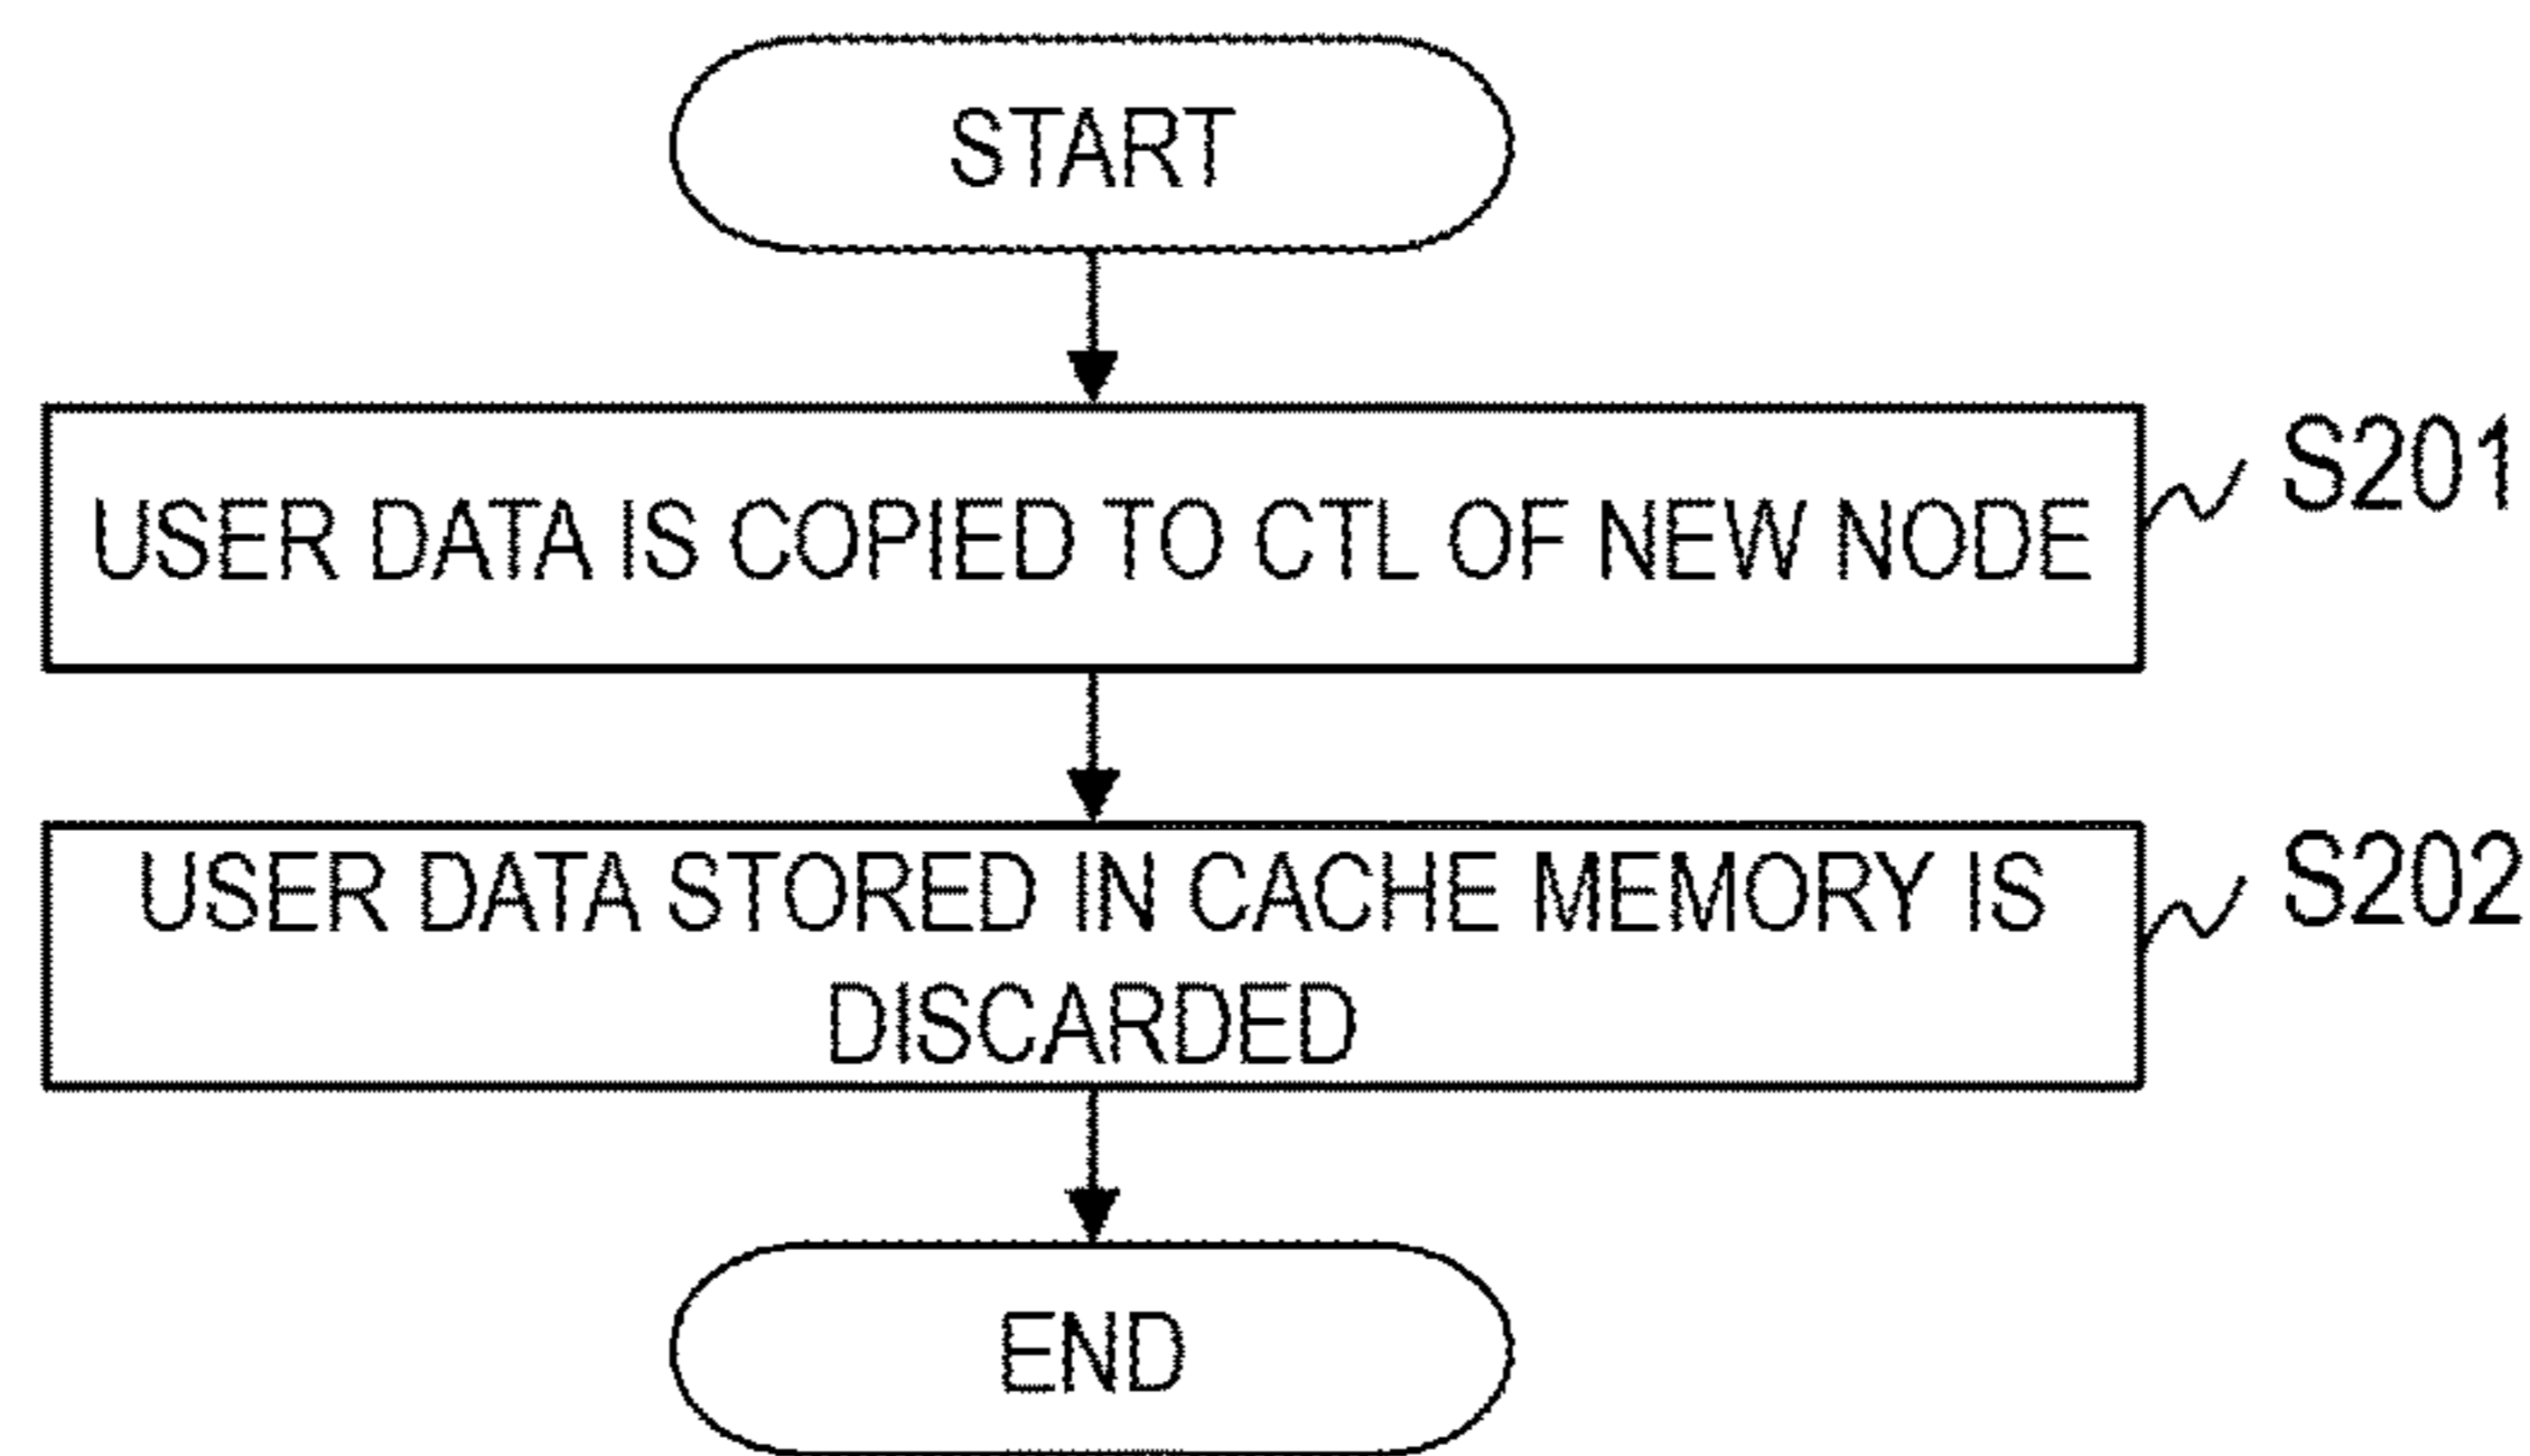 START
USER DATA IS COPIED TO CTL OF NEW NODE
S201
USER DATA STORED IN CACHE MEMORY IS
DISCARDED
S202
END